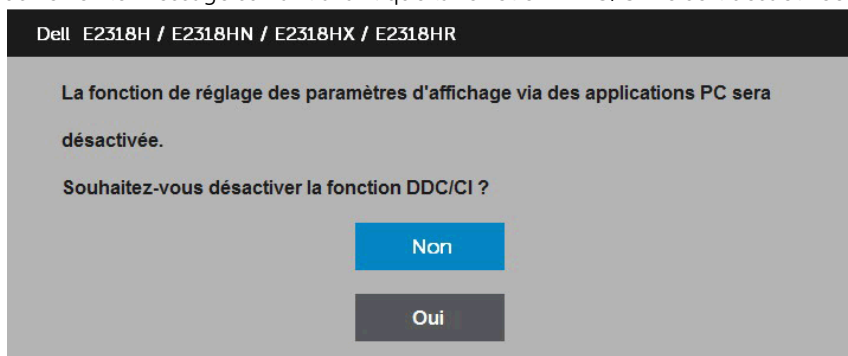 Dell E2318H / E2318HN / E2318HX / E2318HR
La fonction de réglage des paramètres d'affichage via des applications PC sera
désactivée.
Souhaitez-vous désactiver la fonction DDC/CI ?
Non
Oui